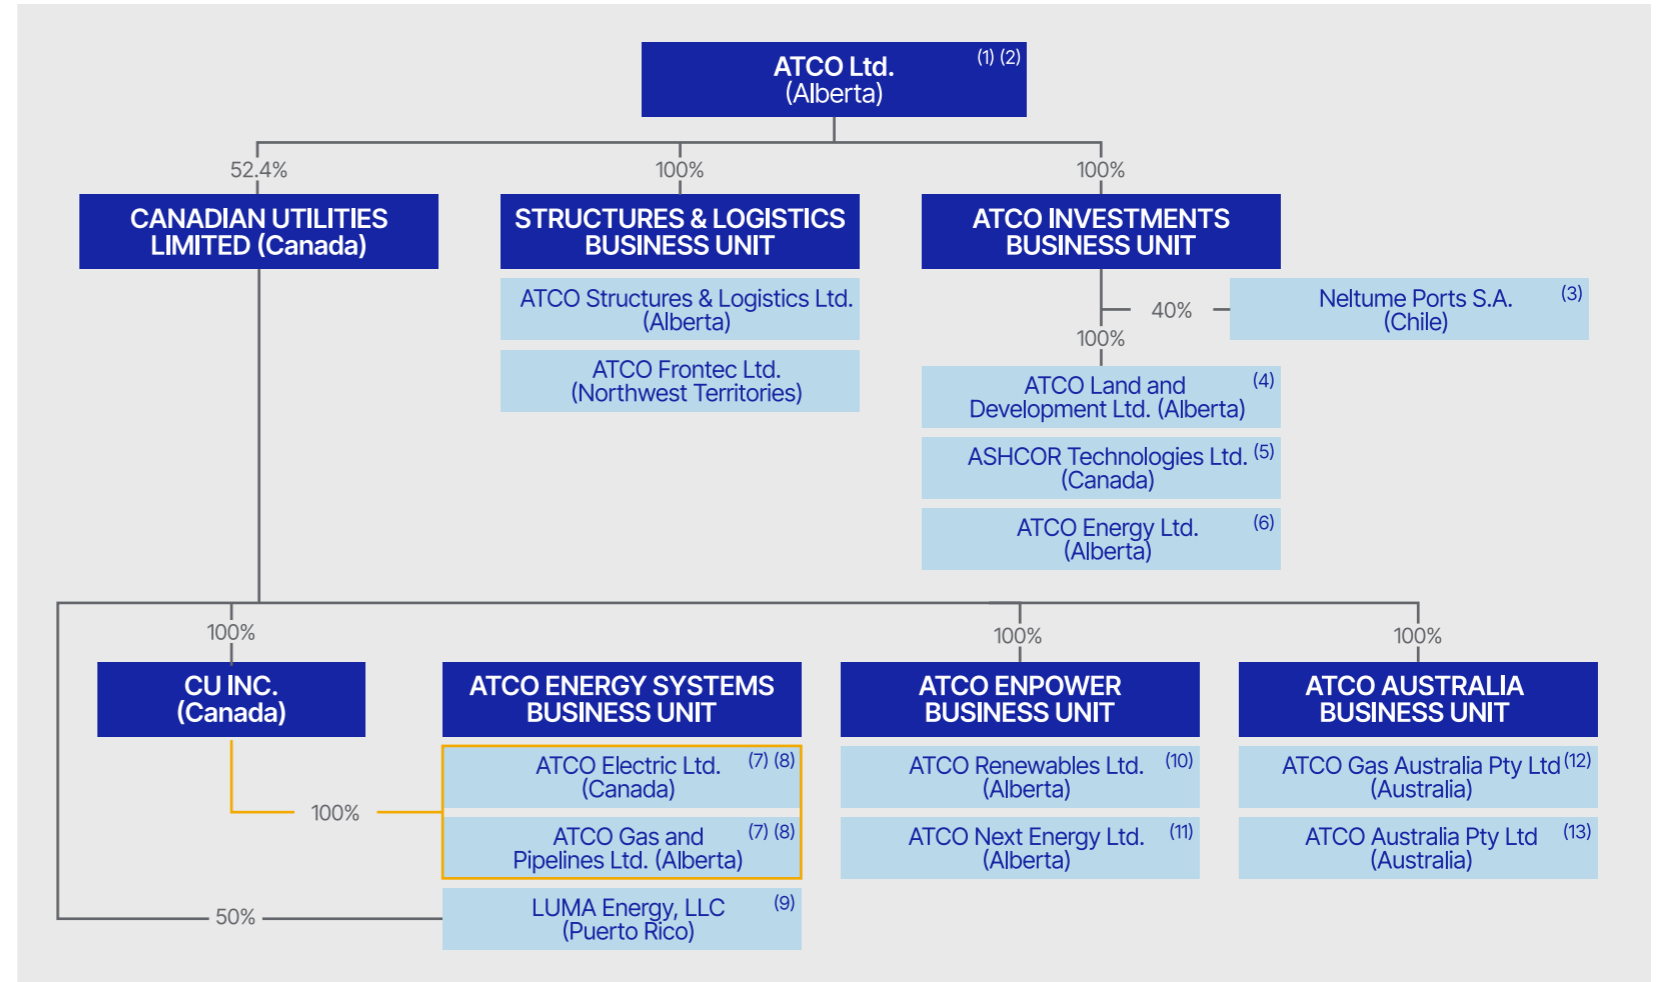 ATCO Ltd. (1) (2)
(Alberta)
52.4%
100%
100%
CANADIAN UTILITIES
LIMITED (Canada)
STRUCTURES & LOGISTICS
BUSINESS UNIT
ATCO INVESTMENTS
BUSINESS UNIT
ATCO Structures & Logistics Ltd.
(Alberta)
ATCO Frontec Ltd.
(Northwest Territories)
40%
Neltume Ports S.A. (3)
(Chile)
100%
ATCO Land and (4)
Development Ltd. (Alberta)
ASHCOR Technologies Ltd. (5)
(Canada)
ATCO Energy Ltd. (6)
(Alberta)
100%
100%
100%
CU INC.
(Canada)
ATCO ENERGY SYSTEMS
BUSINESS UNIT
ATCO ENPOWER
BUSINESS UNIT
ATCO AUSTRALIA
BUSINESS UNIT
100%
ATCO Electric Ltd. (7) (8)
(Canada)
ATCO Gas and (7) (8)
Pipelines Ltd. (Alberta)
50%
LUMA Energy, LLC (9)
(Puerto Rico)
ATCO Renewables Ltd. (10)
(Alberta)
ATCO Next Energy Ltd. (11)
(Alberta)
ATCO Gas Australia Pty Ltd (12)
(Australia)
ATCO Australia Pty Ltd (13)
(Australia)